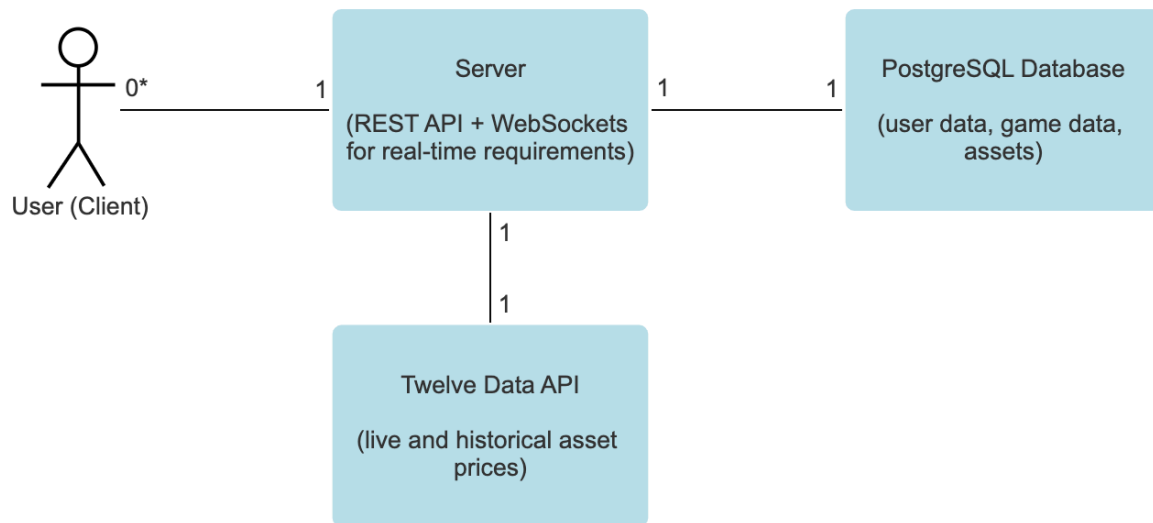 Server
(REST API + WebSockets
for real-time requirements)
PostgreSQL Database
(user data, game data,
assets)
0*
1
1
1
User (Client)
1
1
Twelve Data API
(live and historical asset
prices)